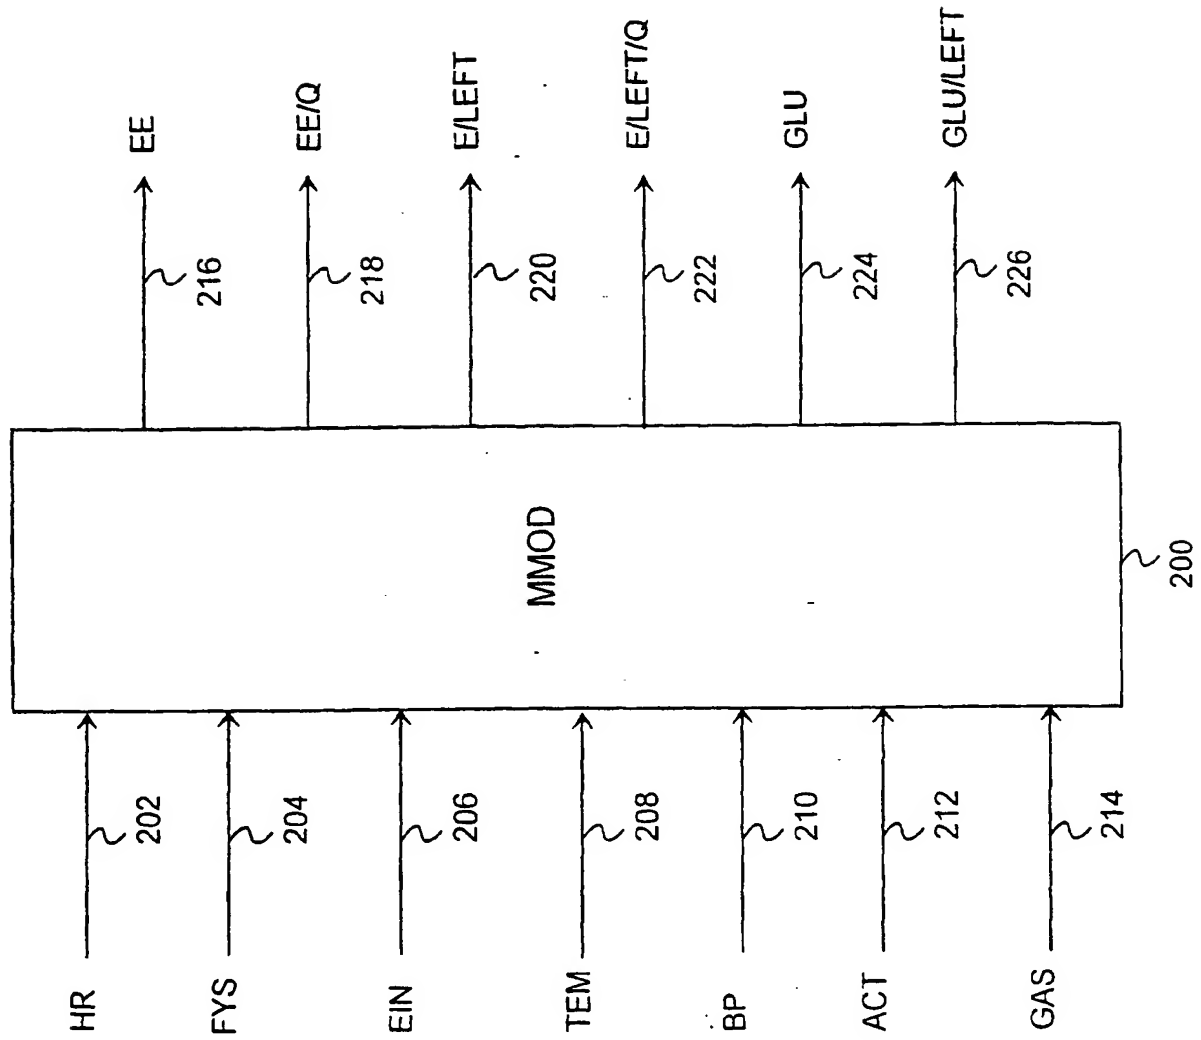 HR
202
FYS
204
EIN
206
TEM
208
BP
210
ACT
212
GAS
214
MMOD
200
EE
216
EE/Q
218
E/LEFT
220
E/LEFT/Q
222
GLU
224
GLU/LEFT
226